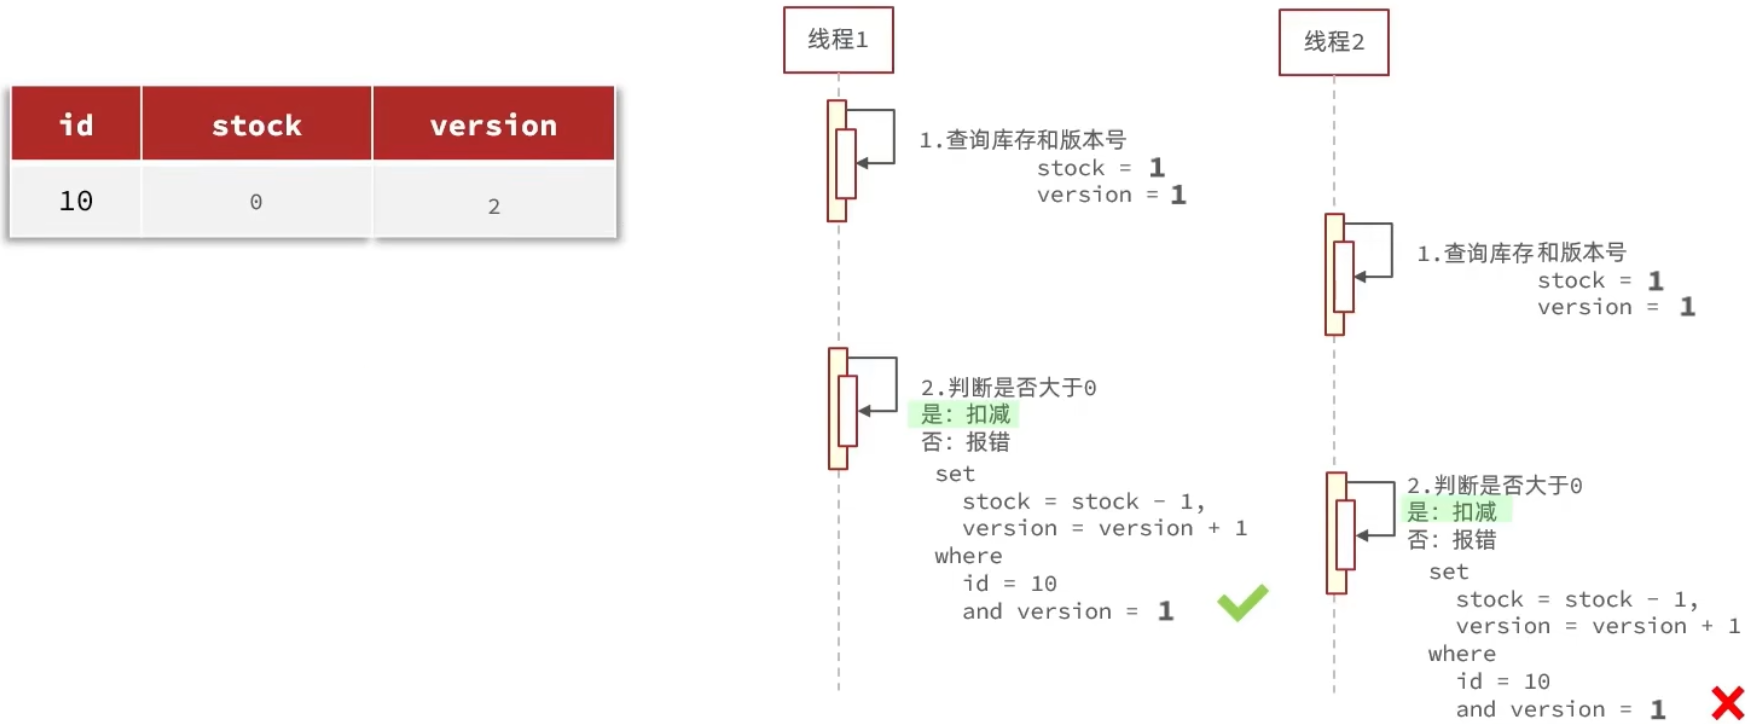 id stock version
10 0 2
线程1
1.查询库存和版本号
stock = 1
version = 1
2.判断是否大于0
是：扣减
否：报错
set
stock = stock - 1,
version = version + 1
where
id = 10
and version = 1
线程2
1.查询库存和版本号
stock = 1
version = 1
2.判断是否大于0
是：扣减
否：报错
set
stock = stock - 1,
version = version + 1
where
id = 10
and version = 1